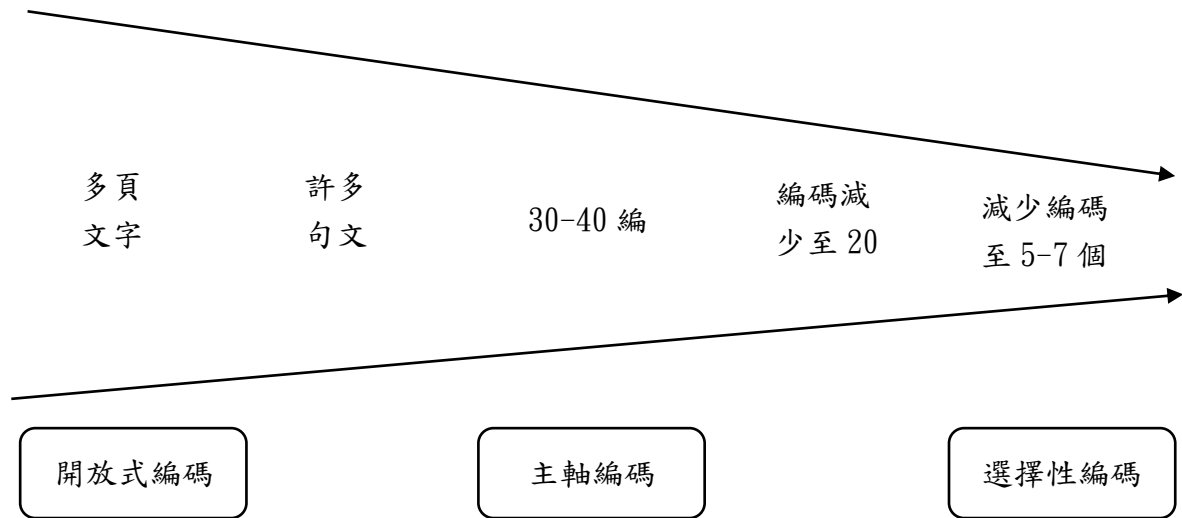 多頁
文字
許多
句文
30-40 編
編碼減
少至 20
減少編碼
至 5-7 個
開放式編碼
主軸編碼
選擇性編碼